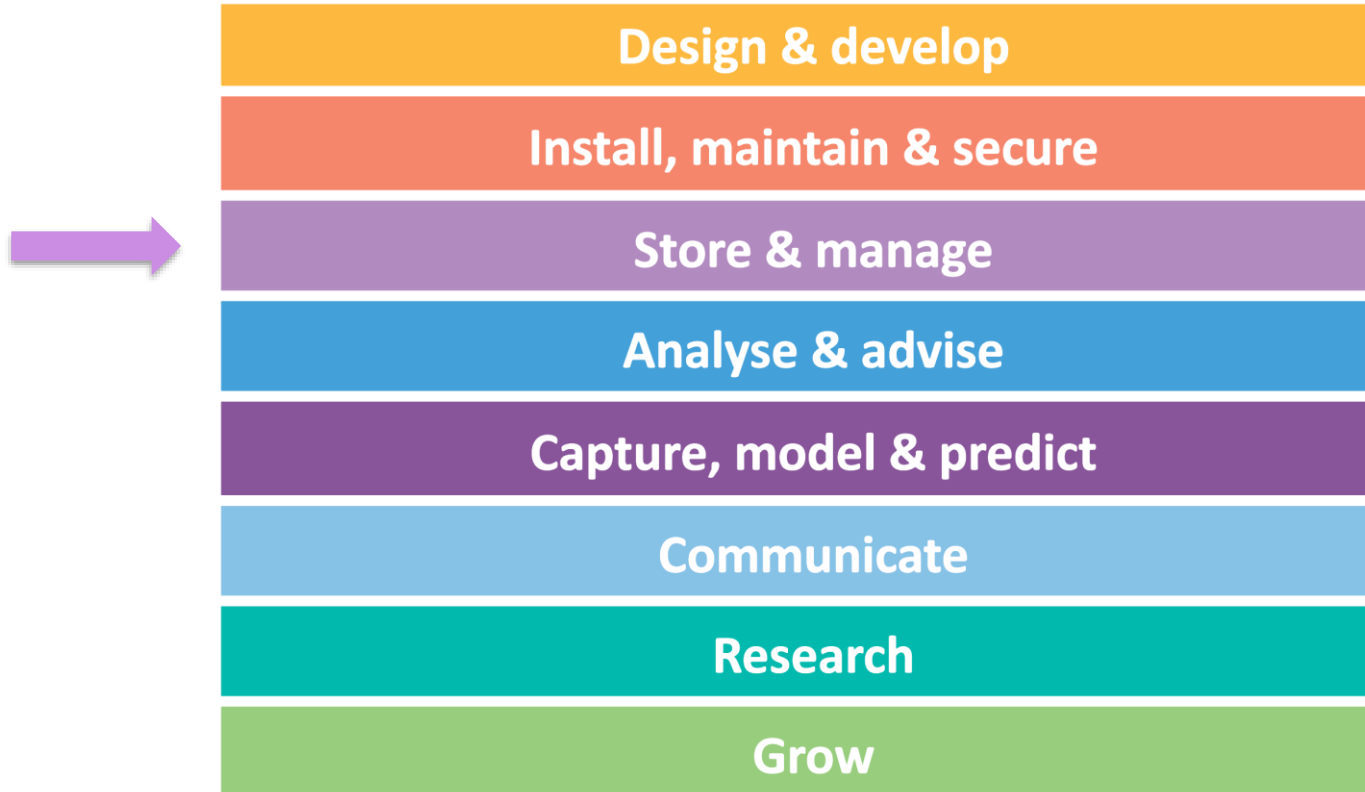 Design & develop
Install, maintain & secure
Store & manage
Analyse & advise
Capture, model & predict
Communicate
Research
Grow